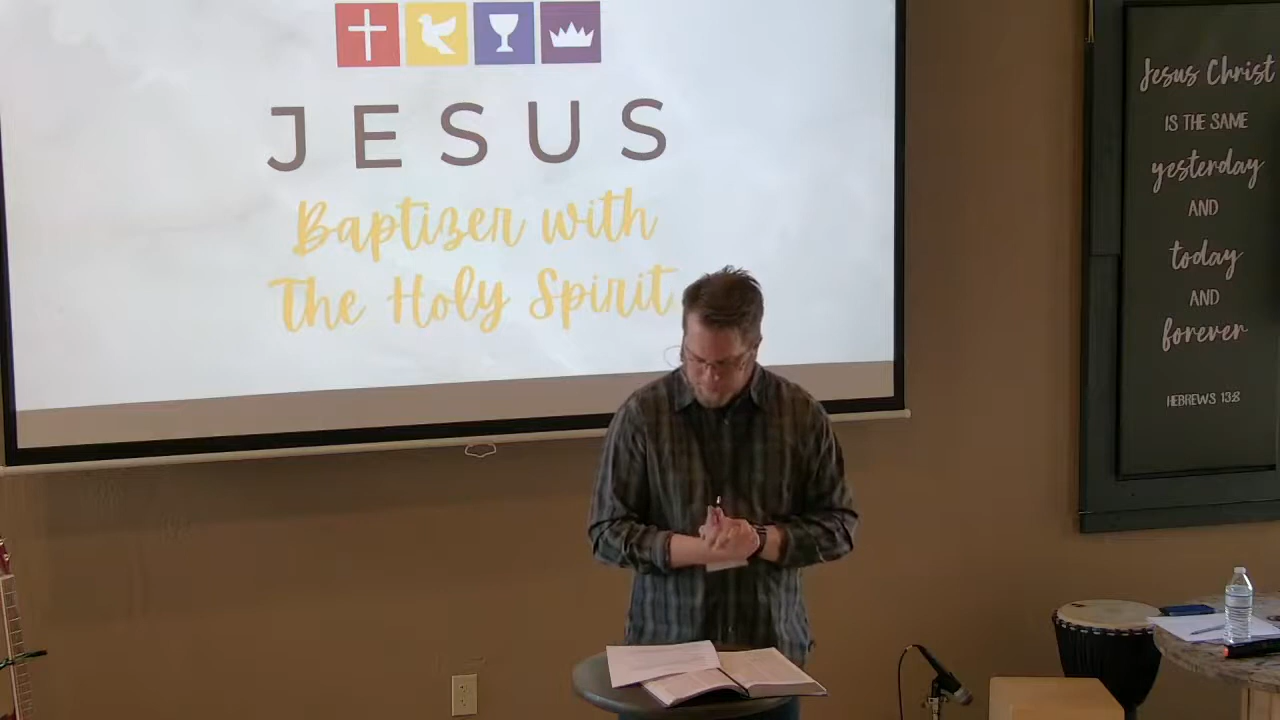 JESUS
Baptizer with
The Holy Spirit
Jesus Christ
IS THE SAME
yesterday
AND
today
AND
forever
HEBREWS 13:8